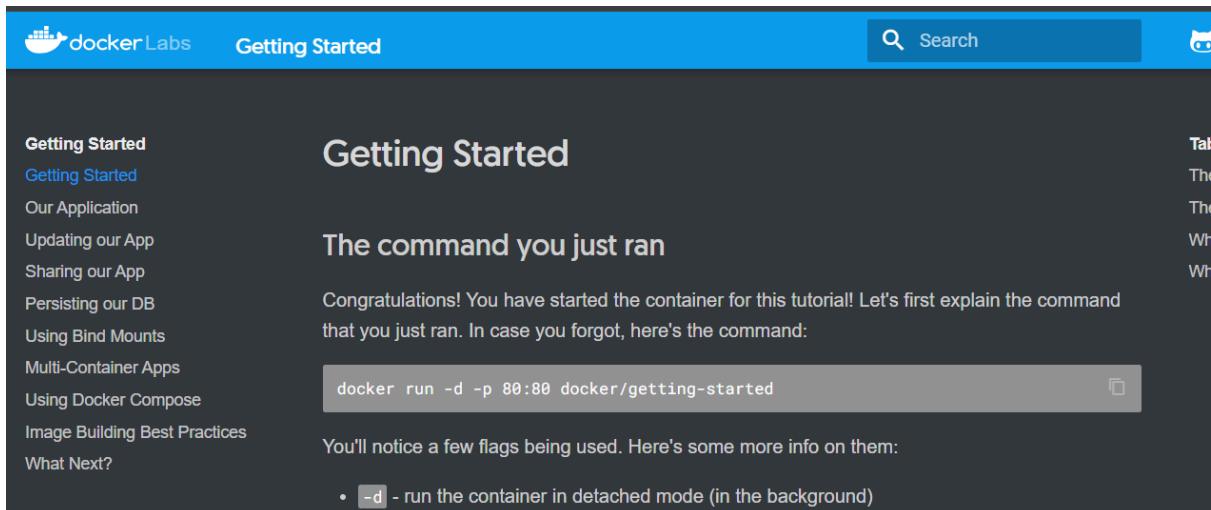 dockerLabs
Getting Started
Search
Getting Started
Getting Started
Our Application
Updating our App
Sharing our App
Persisting our DB
Using Bind Mounts
Multi-Container Apps
Using Docker Compose
Image Building Best Practices
What Next?
Getting Started
The command you just ran
Congratulations! You have started the container for this tutorial! Let's first explain the command
that you just ran. In case you forgot, here's the command:
docker run -d -p 80:80 docker/getting-started
You'll notice a few flags being used. Here's some more info on them:
• -d - run the container in detached mode (in the background)